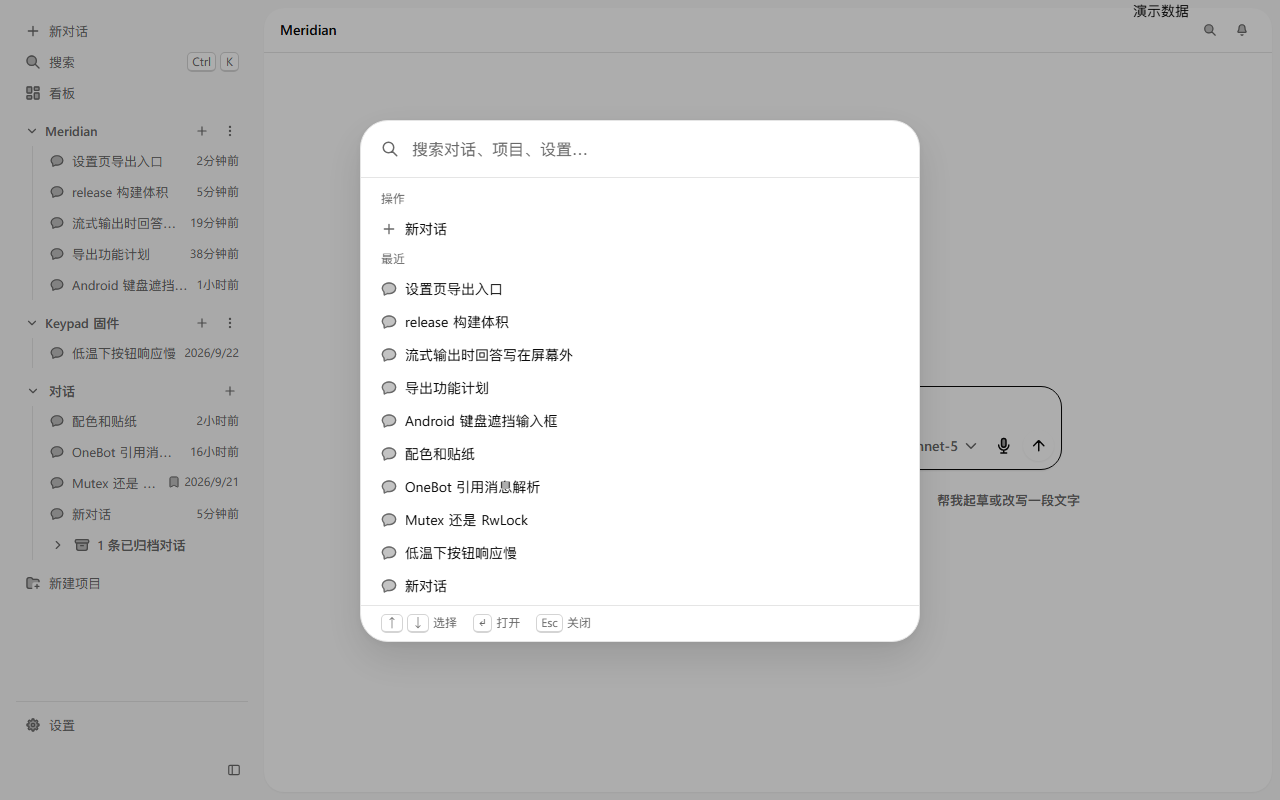 新对话
搜索 Ctrl K
看板
Meridian
设置页导出入口 2分钟前
release 构建体积 5分钟前
流式输出时回答… 19分钟前
导出功能计划 38分钟前
Android 键盘遮挡… 1小时前
Keypad 固件
低温下按钮响应慢 2026/9/22
对话
配色和贴纸 2小时前
OneBot 引用消… 16小时前
Mutex 还是 … 2026/9/21
新对话 5分钟前
1 条已归档对话
新建项目
设置
Meridian
演示数据
搜索对话、项目、设置…
操作
新对话
最近
设置页导出入口
release 构建体积
流式输出时回答写在屏幕外
导出功能计划
Android 键盘遮挡输入框
配色和贴纸
OneBot 引用消息解析
Mutex 还是 RwLock
低温下按钮响应慢
新对话
↑ ↓ 选择 ↵ 打开 Esc 关闭
nnet-5
帮我起草或改写一段文字